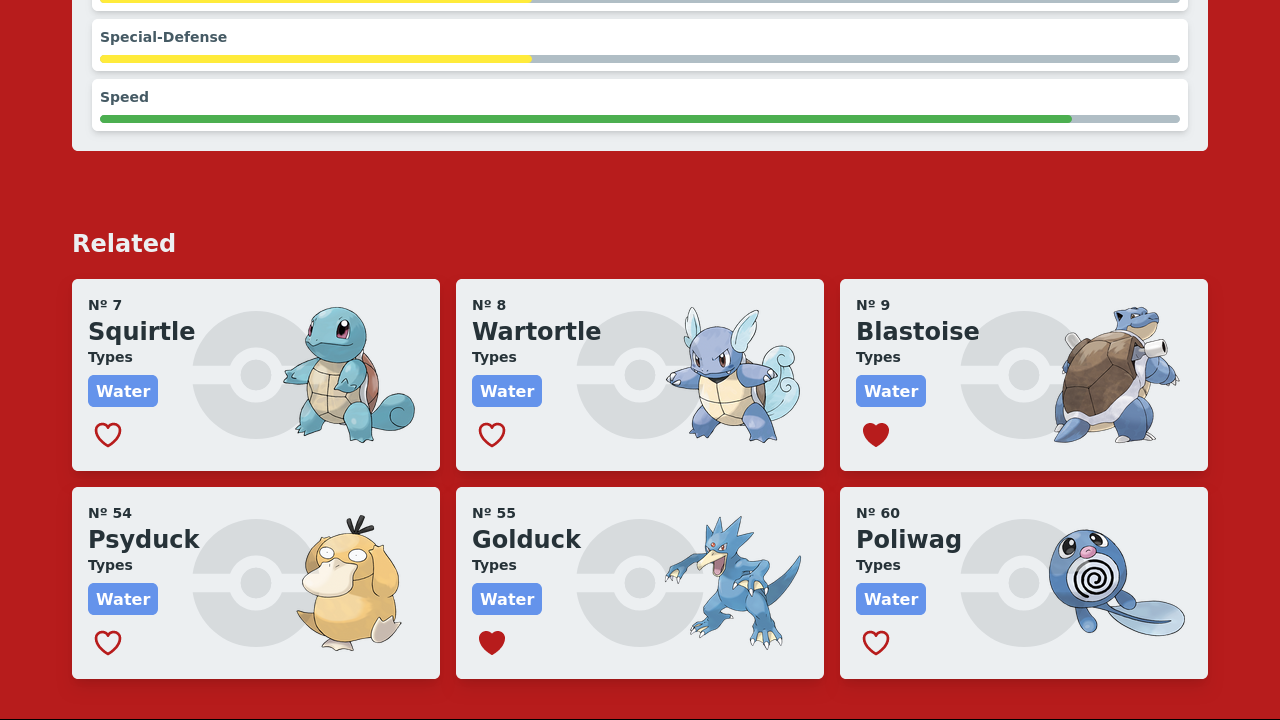 Special-Defense
Speed
Related
Nº 7
Squirtle
Types
Water
Nº 8
Wartortle
Types
Water
Nº 9
Blastoise
Types
Water
Nº 54
Psyduck
Types
Water
Nº 55
Golduck
Types
Water
Nº 60
Poliwag
Types
Water